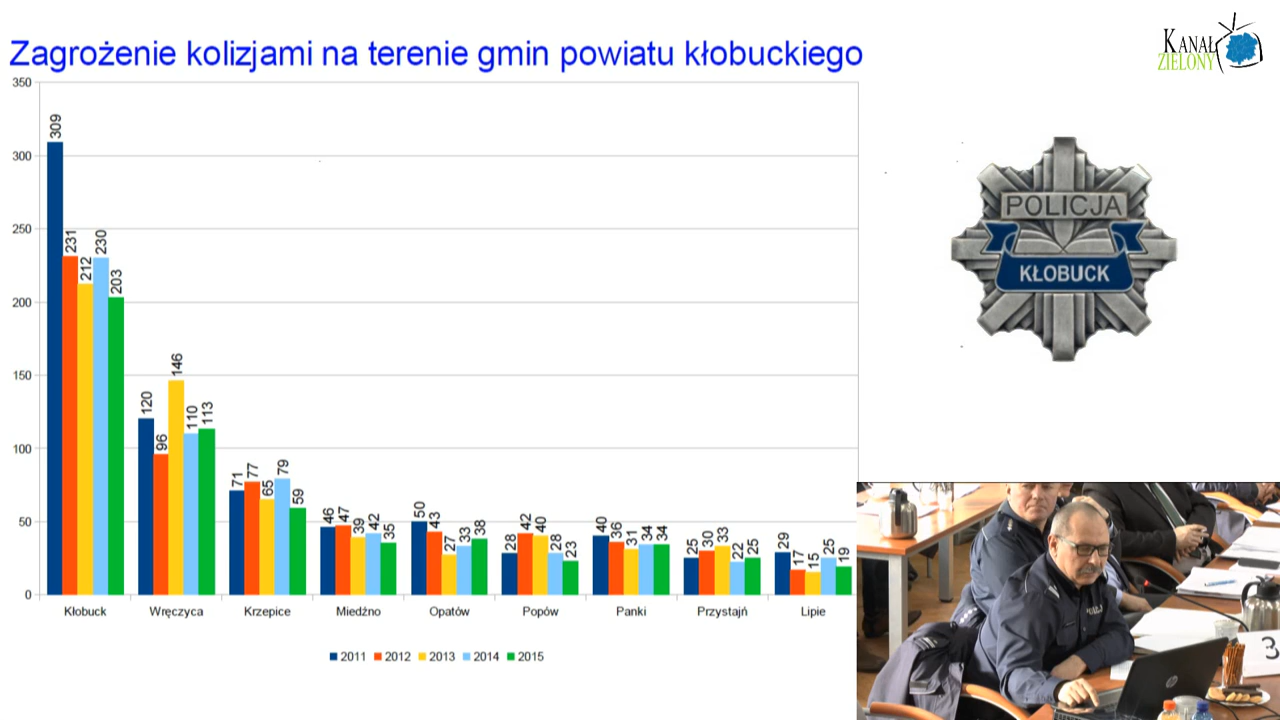 Zagrożenie kolizjami na terenie gmin powiatu kłobuckiego
KANAŁ
ZIELONY
350
300
250
200
150
100
50
0
309 231 212 230 203
120 96 146 110 113
71 77 65 79 59
46 47 39 42 35
50 43 27 33 38
28 42 40 28 23
40 36 31 34 34
25 30 33 22 25
29 17 15 25 19
Kłobuck Wręczyca Krzepice Miedźno Opatów Popów Panki Przystajń Lipie
2011 2012 2013 2014 2015
POLICJA
KŁOBUCK
3
hp